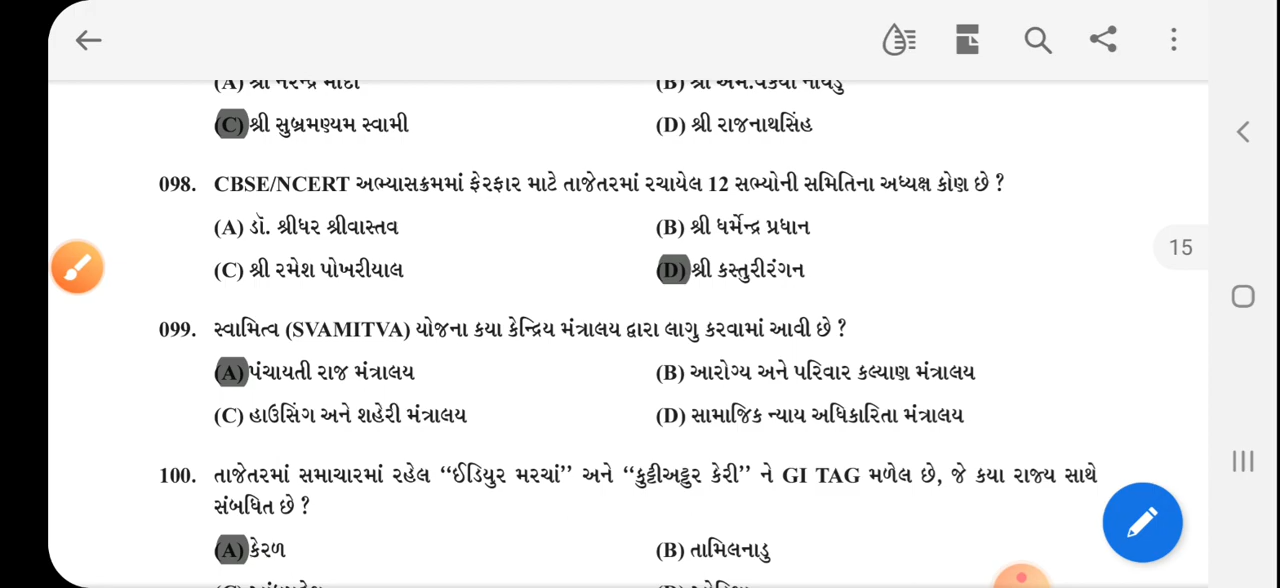 (A) શ્રી નરેન્દ્ર મોદી (B) શ્રી એમ.વેંકૈયા નાયડુ
(C) શ્રી સુબ્રમણ્યમ સ્વામી (D) શ્રી રાજનાથસિંહ
098. CBSE/NCERT અભ્યાસક્રમમાં ફેરફાર માટે તાજેતરમાં રચાયેલ 12 સભ્યોની સમિતિના અધ્યક્ષ કોણ છે ?
(A) ડૉ. શ્રીધર શ્રીવાસ્તવ (B) શ્રી ધર્મેન્દ્ર પ્રધાન
15
(C) શ્રી રમેશ પોખરીયાલ (D) શ્રી કસ્તુરીરંગન
099. સ્વામિત્વ (SVAMITVA) યોજના કયા કેન્દ્રિય મંત્રાલય દ્વારા લાગુ કરવામાં આવી છે ?
(A) પંચાયતી રાજ મંત્રાલય (B) આરોગ્ય અને પરિવાર કલ્યાણ મંત્રાલય
(C) હાઉસિંગ અને શહેરી મંત્રાલય (D) સામાજિક ન્યાય અધિકારિતા મંત્રાલય
100. તાજેતરમાં સમાચારમાં રહેલ “ઈડિયુર મરચાં” અને “કુટ્ટીઅટ્ટુર કેરી” ને GI TAG મળેલ છે, જે કયા રાજ્ય સાથે
સંબધિત છે ?
(A) કેરળ (B) તામિલનાડુ